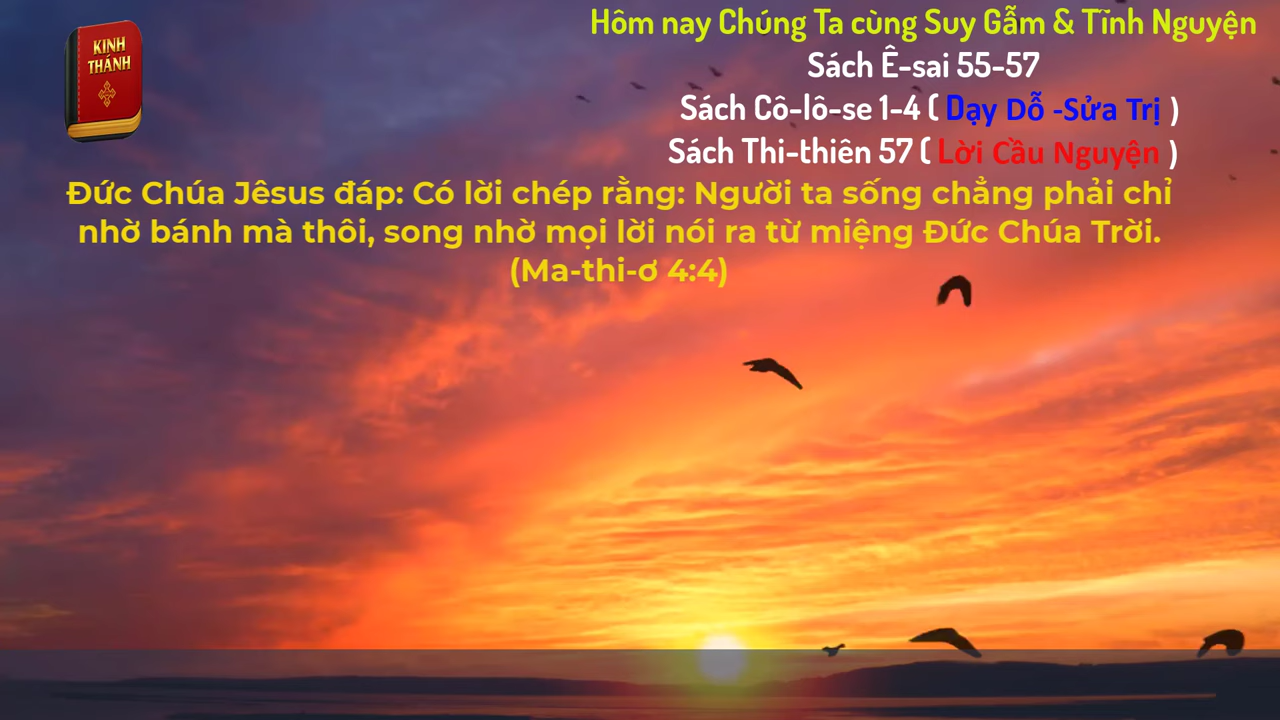 KINH
THÁNH
Hôm nay Chúng Ta cùng Suy Gẫm & Tĩnh Nguyện
Sách Ê-sai 55-57
Sách Cô-lô-se 1-4 ( Dạy Dỗ -Sửa Trị )
Sách Thi-thiên 57 ( Lời Cầu Nguyện )
Đức Chúa Jêsus đáp: Có lời chép rằng: Người ta sống chẳng phải chỉ
nhờ bánh mà thôi, song nhờ mọi lời nói ra từ miệng Đức Chúa Trời.
(Ma-thi-ơ 4:4)